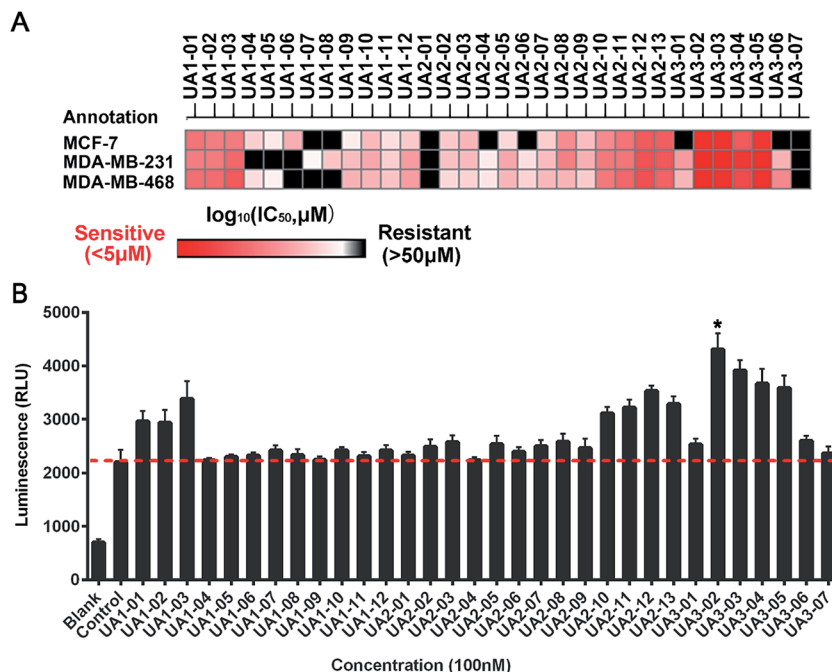 A
UA1-01 UA1-02 UA1-03 UA1-04 UA1-05 UA1-06 UA1-07 UA1-08 UA1-09 UA1-10 UA1-11 UA1-12 UA2-01 UA2-02 UA2-03 UA2-04 UA2-05 UA2-06 UA2-07 UA2-08 UA2-09 UA2-10 UA2-11 UA2-12 UA2-13 UA3-01 UA3-02 UA3-03 UA3-04 UA3-05 UA3-06 UA3-07
Annotation
MCF-7
MDA-MB-231
MDA-MB-468
log₁₀(IC₅₀,μM)
Sensitive
(<5μM)
Resistant
(>50μM)
B
Luminescence (RLU)
5000
4000
3000
2000
1000
0
*
Blank Control UA1-01 UA1-02 UA1-03 UA1-04 UA1-05 UA1-06 UA1-07 UA1-08 UA1-09 UA1-10 UA1-11 UA1-12 UA2-01 UA2-02 UA2-03 UA2-04 UA2-05 UA2-06 UA2-07 UA2-08 UA2-09 UA2-10 UA2-11 UA2-12 UA2-13 UA3-01 UA3-02 UA3-03 UA3-04 UA3-05 UA3-06 UA3-07
Concentration (100nM)